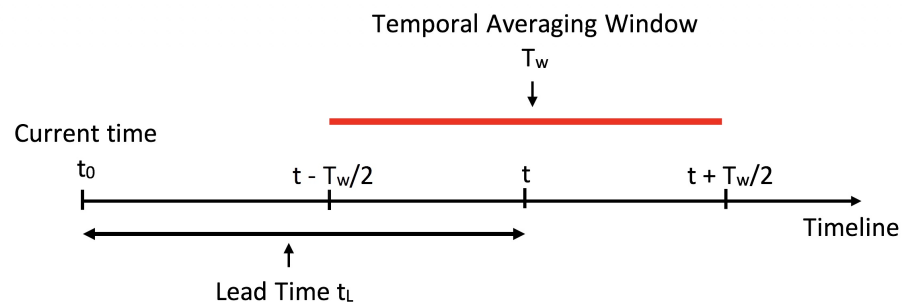 Temporal Averaging Window
Tw
Current time
t0
t - Tw/2
t
t + Tw/2
Timeline
Lead Time tL